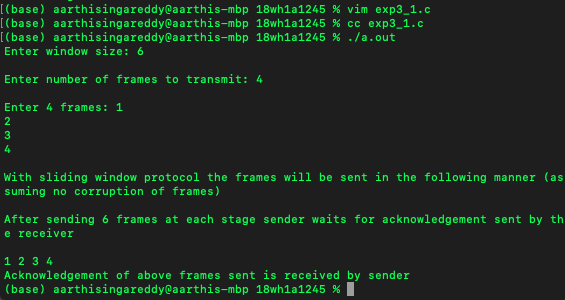 [(base) aarthisingareddy@aarthis-mbp 18wh1a1245 % vim exp3_1.c
[(base) aarthisingareddy@aarthis-mbp 18wh1a1245 % cc exp3_1.c
[(base) aarthisingareddy@aarthis-mbp 18wh1a1245 % ./a.out
Enter window size: 6
Enter number of frames to transmit: 4
Enter 4 frames: 1
2
3
4
With sliding window protocol the frames will be sent in the following manner (as
suming no corruption of frames)
After sending 6 frames at each stage sender waits for acknowledgement sent by th
e receiver
1 2 3 4
Acknowledgement of above frames sent is received by sender
(base) aarthisingareddy@aarthis-mbp 18wh1a1245 %